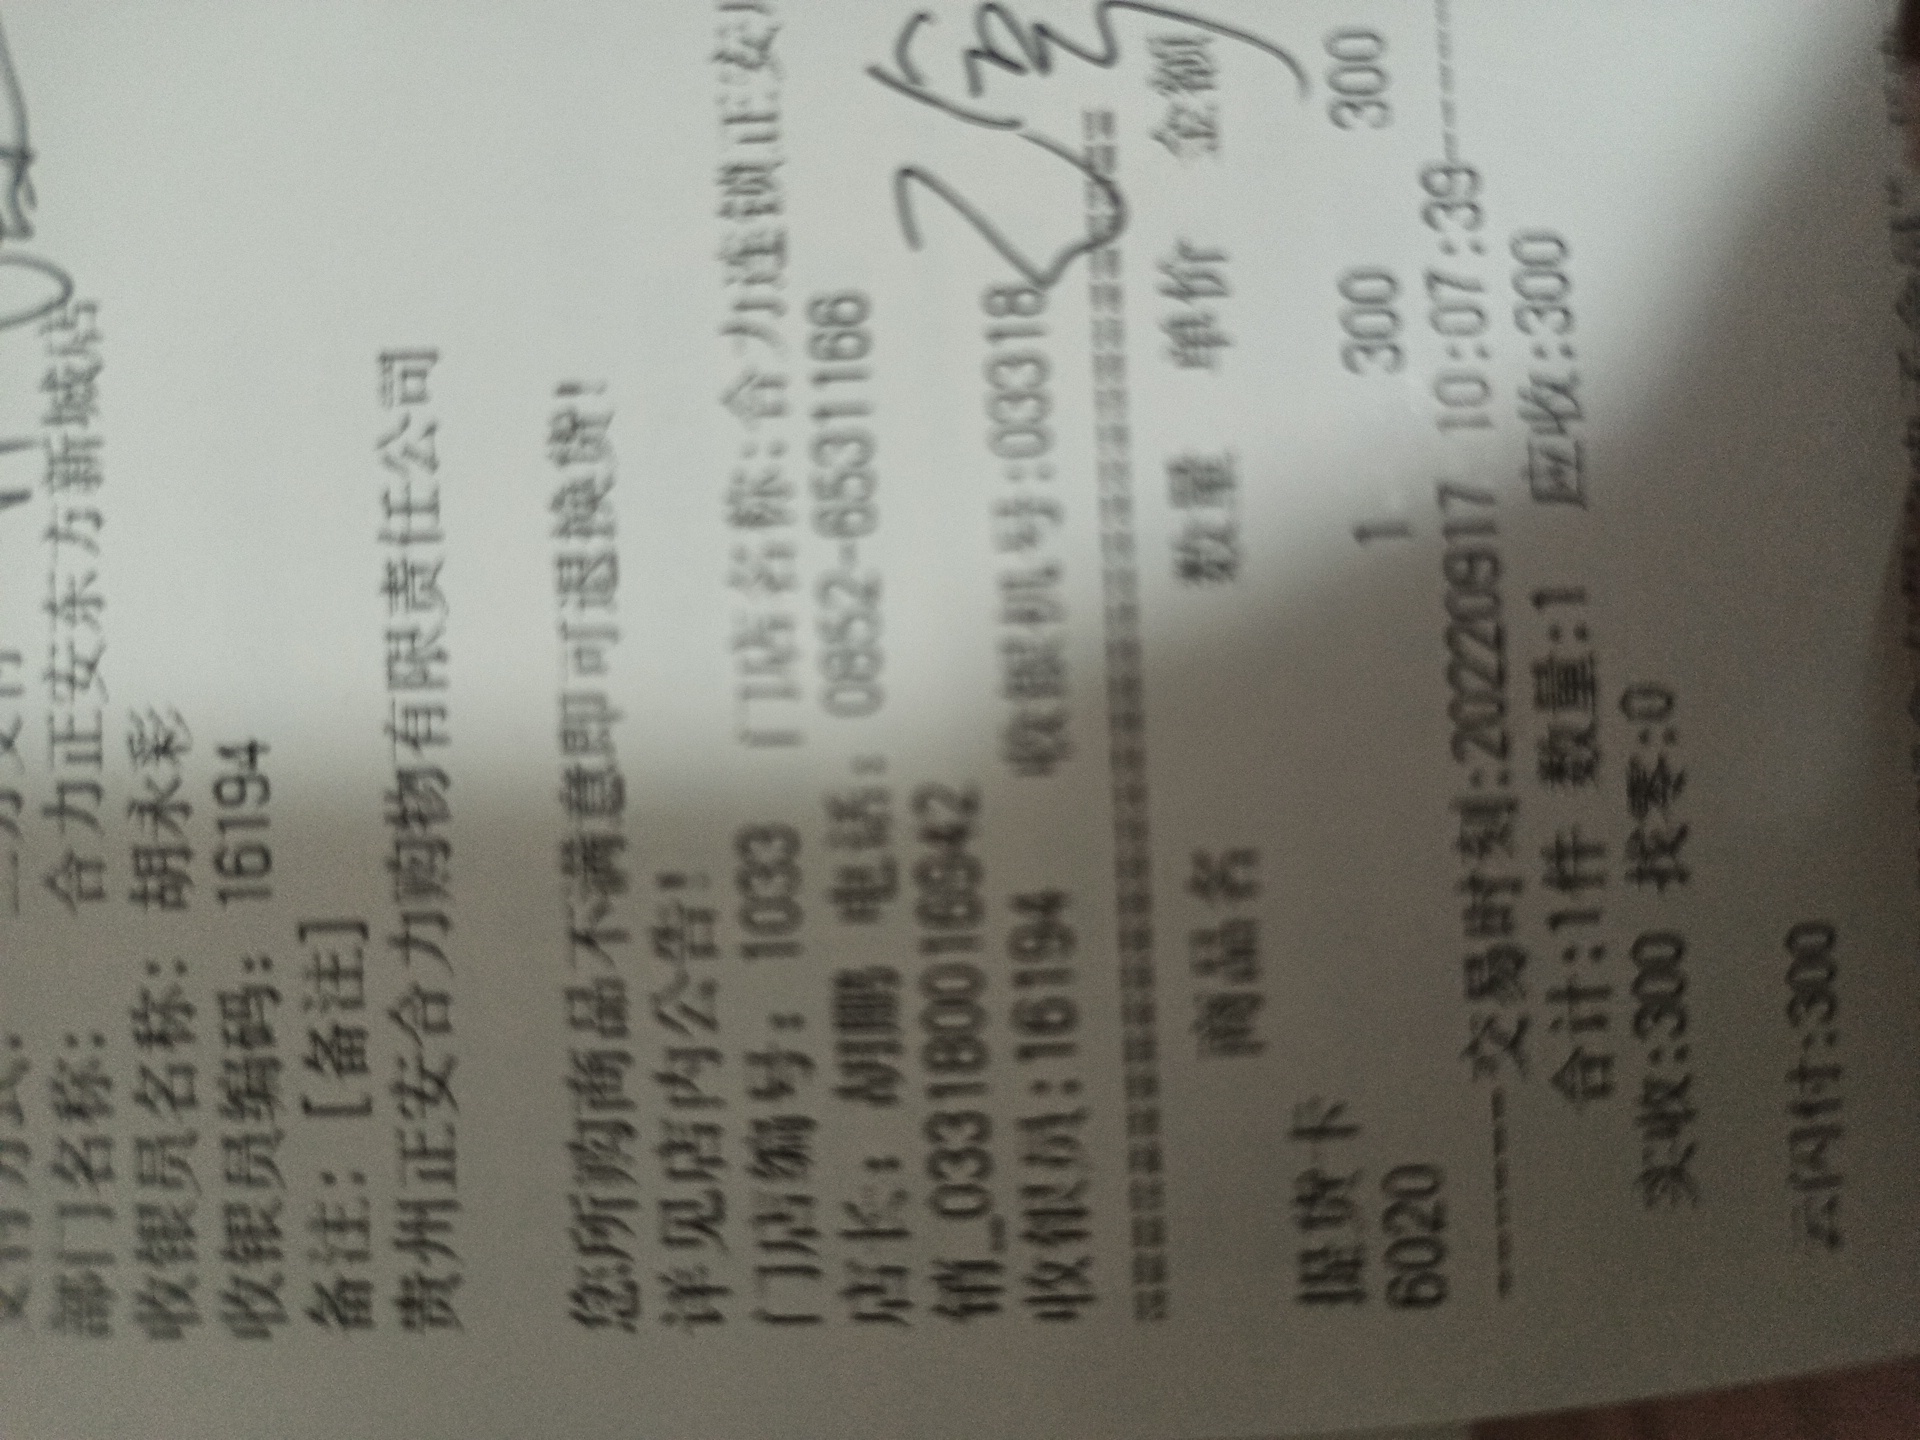 部门名称: 合力正安东方新城店
收银员名称: 胡永彩
收银员编码: 16194
备注: [备注]
贵州正安合力购物有限责任公司
您所购商品不满意即可退换货!
详见店内公告!
门店编号: 1033 门店名称:合力连锁正安
店长: 胡鹏 电话: 0852-6531166
销_0331800169942
收银员:16194 收银机号:033318
商品名 数量 单价 金额
提货卡
6020 1 300 300
------交易时刻:20220917 10:07:39------
合计:1件 数量:1 应收:300
实收:300 找零:0
云闪付:300